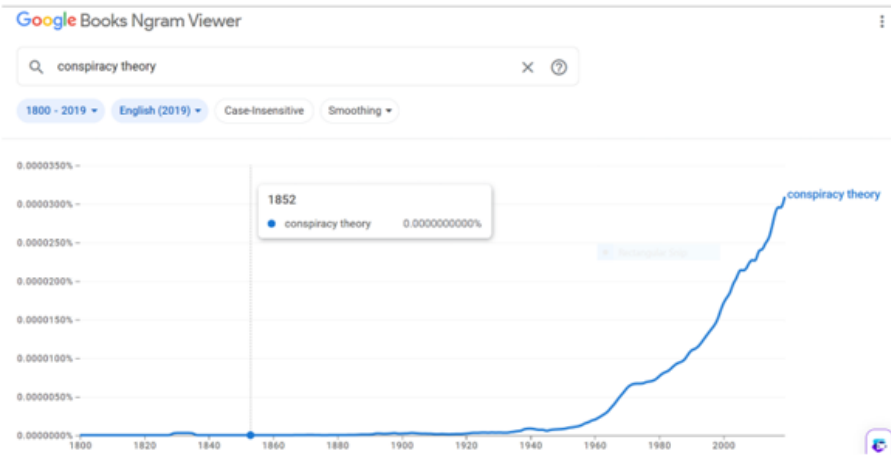 Google Books Ngram Viewer
conspiracy theory
1800 - 2019
English (2019)
Case-Insensitive
Smoothing
0.0000350%
0.0000300%
0.0000250%
0.0000200%
0.0000150%
0.0000100%
0.0000050%
0.0000000%
1852
conspiracy theory 0.0000000000%
conspiracy theory
1800 1820 1840 1860 1880 1900 1920 1940 1960 1980 2000